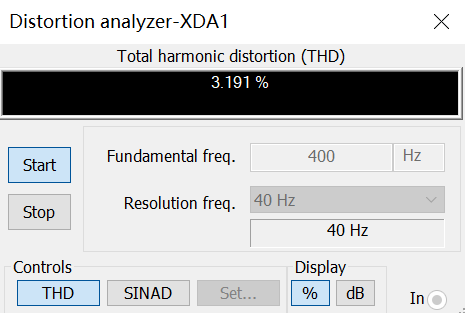 Distortion analyzer-XDA1
Total harmonic distortion (THD)
3.191 %
Start
Stop
Fundamental freq. 400 Hz
Resolution freq. 40 Hz
40 Hz
Controls
THD SINAD Set...
Display
% dB
In